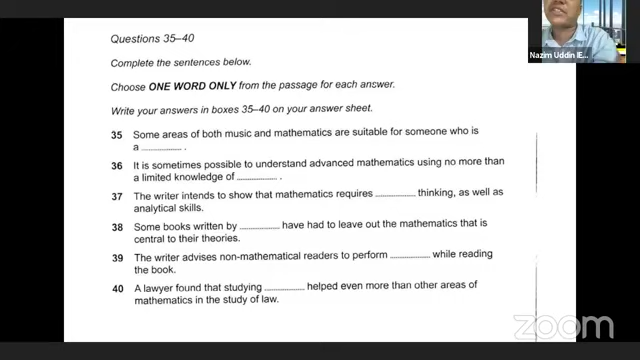 Nazim Uddin IE...
Questions 35–40
Complete the sentences below.
Choose ONE WORD ONLY from the passage for each answer.
Write your answers in boxes 35–40 on your answer sheet.
35 Some areas of both music and mathematics are suitable for someone who is
a .................... .
36 It is sometimes possible to understand advanced mathematics using no more than
a limited knowledge of .................... .
37 The writer intends to show that mathematics requires .................... thinking, as well as
analytical skills.
38 Some books written by .................... have had to leave out the mathematics that is
central to their theories.
39 The writer advises non-mathematical readers to perform .................... while reading
the book.
40 A lawyer found that studying .................... helped even more than other areas of
mathematics in the study of law.
zoom